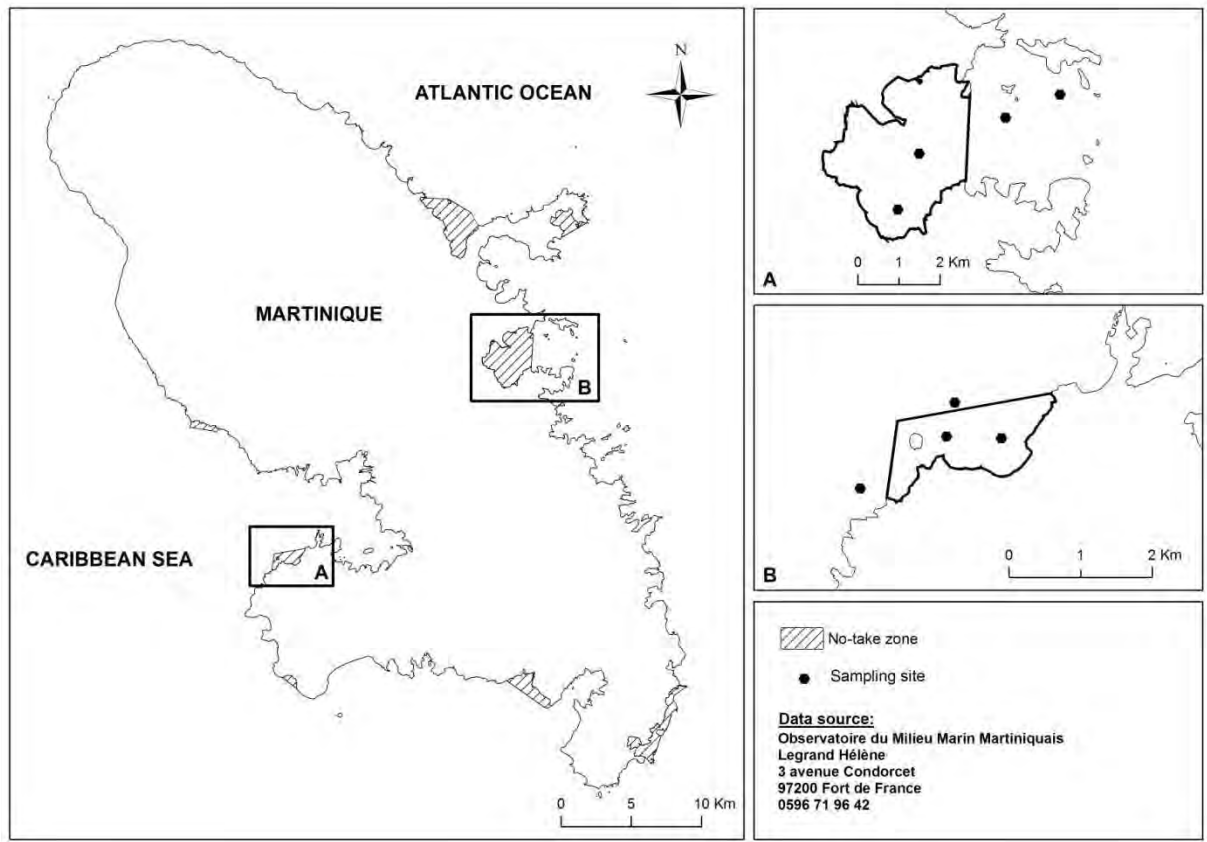 N
ATLANTIC OCEAN
MARTINIQUE
B
CARIBBEAN SEA
A
0 5 10 Km
0 1 2 Km
A
B
0 1 2 Km
No-take zone
Sampling site
Data source:
Observatoire du Milieu Marin Martiniquais
Legrand Hélène
3 avenue Condorcet
97200 Fort de France
0596 71 96 42